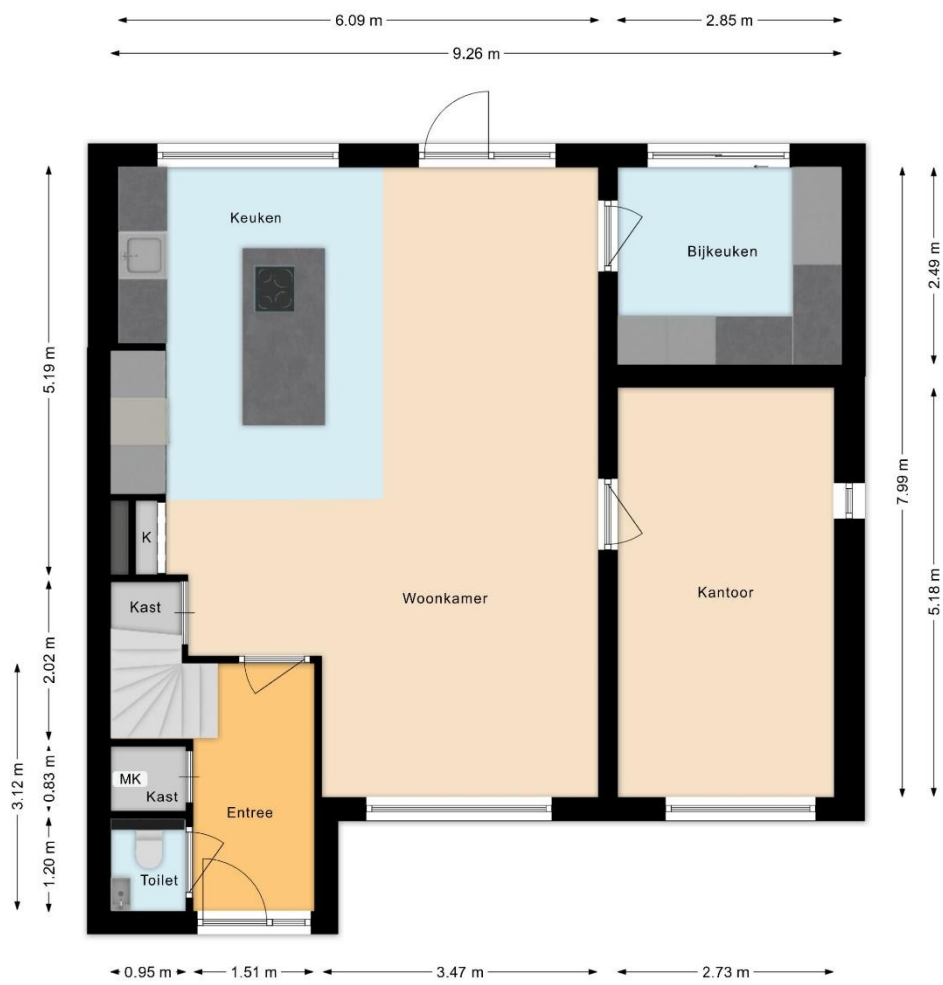 6.09 m
2.85 m
9.26 m
Keuken
Bijkeuken
2.49 m
5.19 m
7.99 m
K
Kast
Woonkamer
Kantoor
5.18 m
2.02 m
3.12 m
0.83 m
MK
Kast
Entree
1.20 m
Toilet
0.95 m
1.51 m
3.47 m
2.73 m